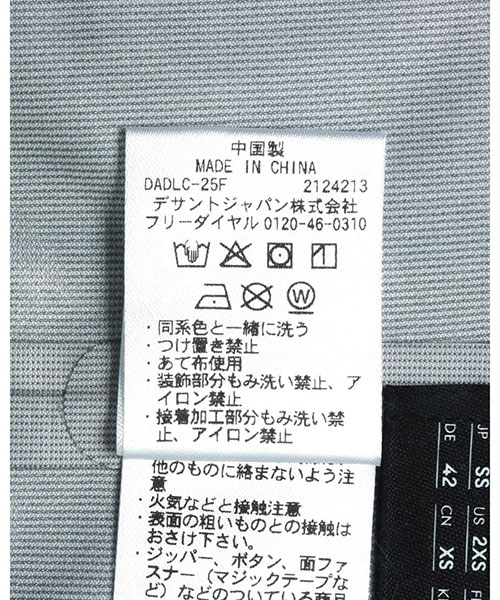 中国製
MADE IN CHINA
DADLC-25F 2124213
デサントジャパン株式会社
フリーダイヤル0120-46-0310
W
・同系色と一緒に洗う
・つけ置き禁止
・あて布使用
・装飾部分もみ洗い禁止、ア
イロン禁止
・接着加工部分もみ洗い禁
止、アイロン禁止
他のものに絡まないよう注
意
・火気などと接触注意
・表面の粗いものとの接触は
おさけ下さい。
・ジッパー、ボタン、面ファ
スナー（マジックテープな
ど）などのついている商品
JP SS US 2XS
DE 42 CN XS